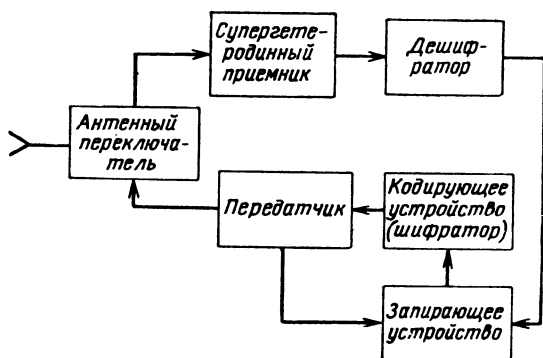 Супергете-
родинный
приемник
Дешиф-
ратор
Антенный
переключа-
тель
Передатчик
Кодирующее
устройство
(шифратор)
Запирающее
устройство